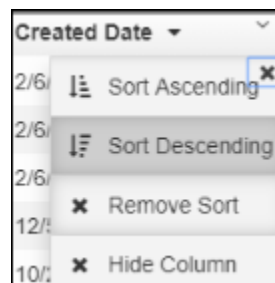 Created Date
2/6/
Sort Ascending
2/6/
Sort Descending
2/6/
Remove Sort
12/
Hide Column
10/